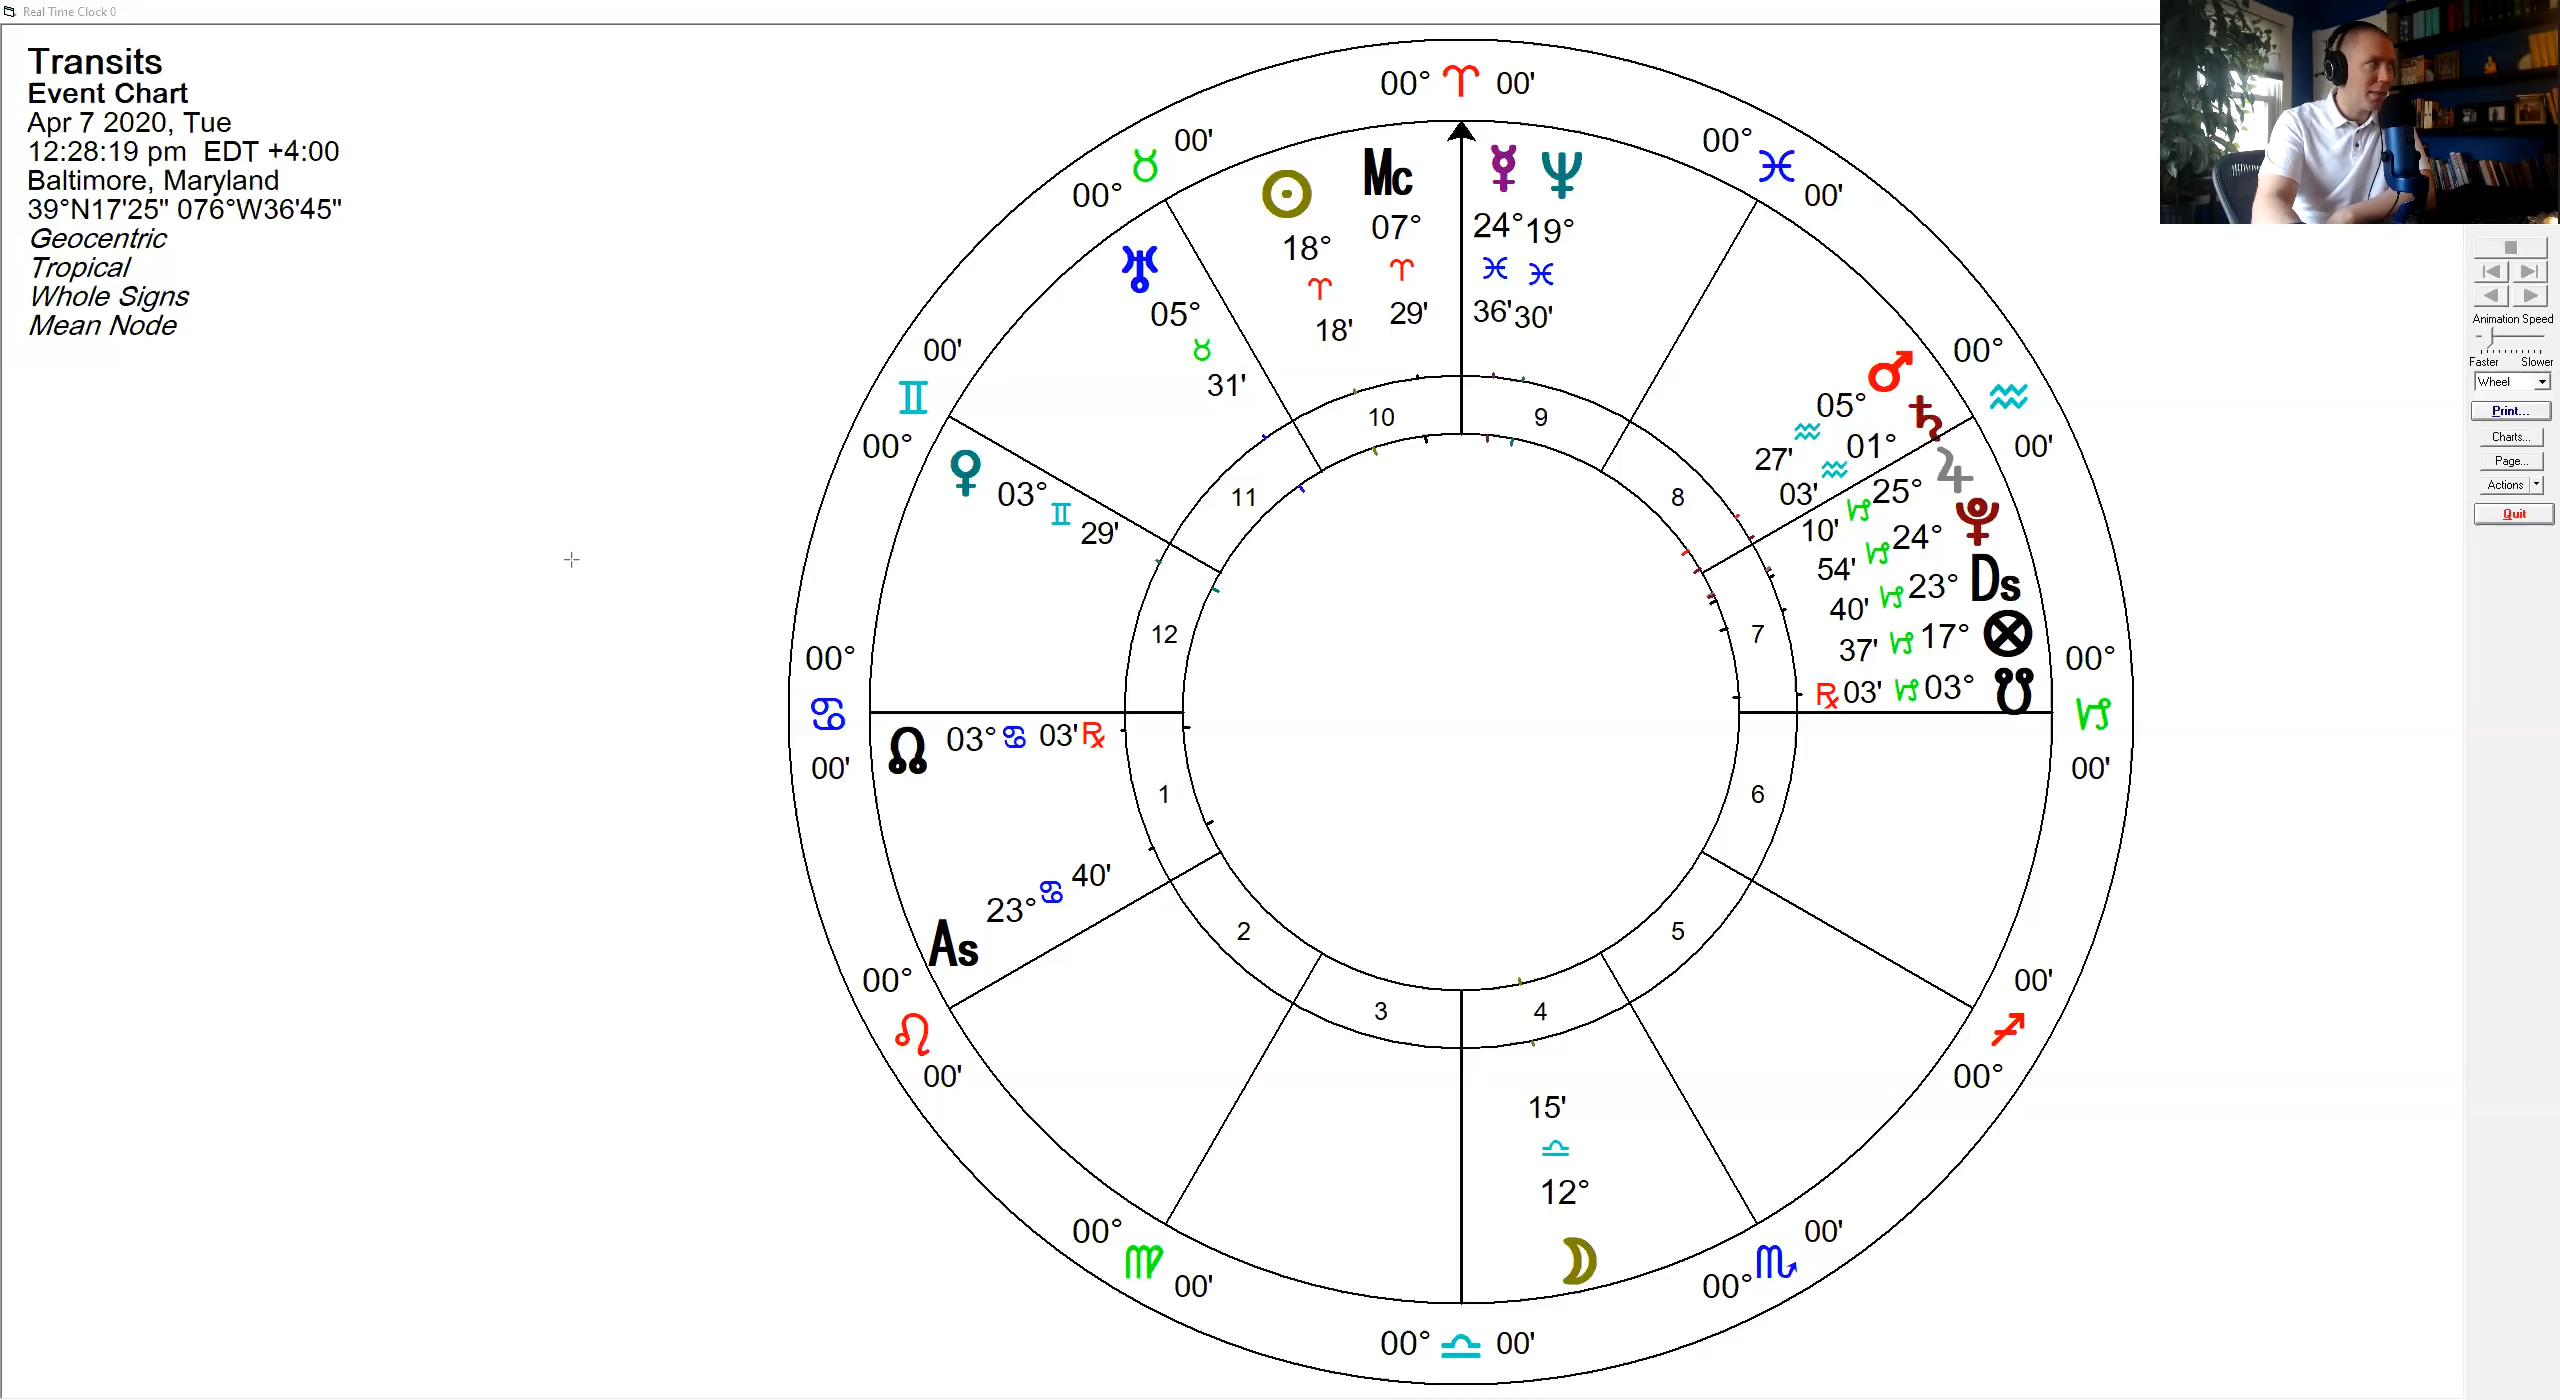 Real Time Clock 0
Transits
Event Chart
Apr 7 2020, Tue
12:28:19 pm EDT +4:00
Baltimore, Maryland
39°N17'25" 076°W36'45"
Geocentric
Tropical
Whole Signs
Mean Node
00° ♈ 00'
00° ♉ 00'
00° ♓ 00'
00° ♊ 00'
00° ♒ 00'
00° ♋ 00'
00° ♑ 00'
00° ♌ 00'
00° ♐ 00'
00° ♍ 00'
00° ♏ 00'
00° ♎ 00'
☉ 18° ♈ 18'
Mc 07° ♈ 29'
☿ 24° ♓ 36'
♆ 19° ♓ 30'
♅ 05° ♉ 31'
♀ 03° ♊ 29'
♂ 05° ♒ 27'
♄ 01° ♒ 03'
♃ 25° ♑ 10'
♇ 24° ♑ 54'
Ds 23° ♑ 40'
⊗ 17° ♑ 37'
☋ 03° ♑ 03' ℞
☊ 03° ♋ 03' ℞
As 23° ♋ 40'
☽ 12° ♎ 15'
10
9
11
8
12
7
1
6
2
5
3
4
Animation Speed
Faster Slower
Wheel
Print...
Charts...
Page...
Actions
Quit